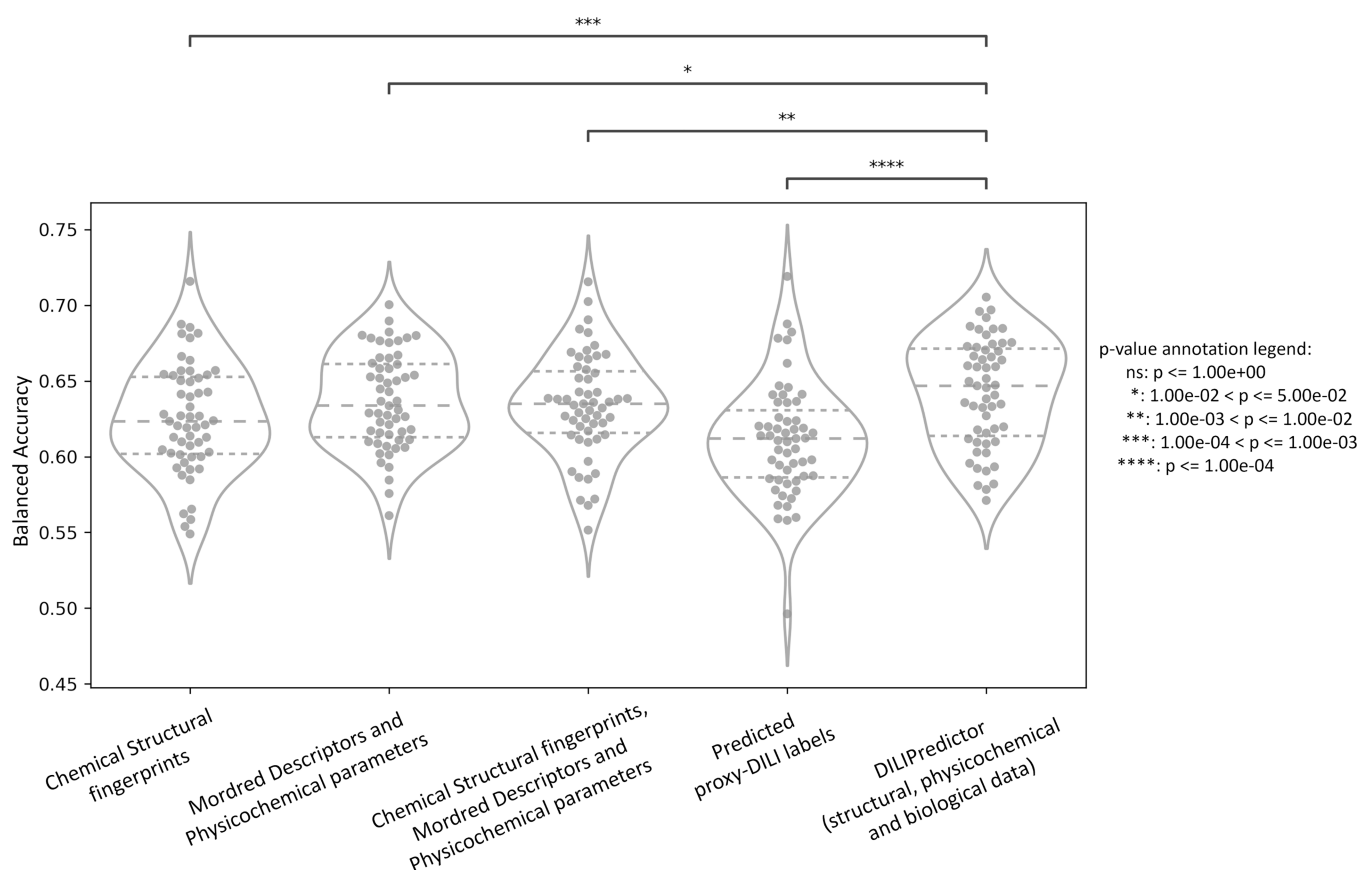 ***
*
**
****
Balanced Accuracy
0.75
0.70
0.65
0.60
0.55
0.50
0.45
Chemical Structural
fingerprints
Mordred Descriptors and
Physicochemical parameters
Chemical Structural fingerprints,
Mordred Descriptors and
Physicochemical parameters
Predicted
proxy-DILI labels
DILIPredictor
(structural, physicochemical
and biological data)
p-value annotation legend:
ns: p <= 1.00e+00
*: 1.00e-02 < p <= 5.00e-02
**: 1.00e-03 < p <= 1.00e-02
***: 1.00e-04 < p <= 1.00e-03
****: p <= 1.00e-04